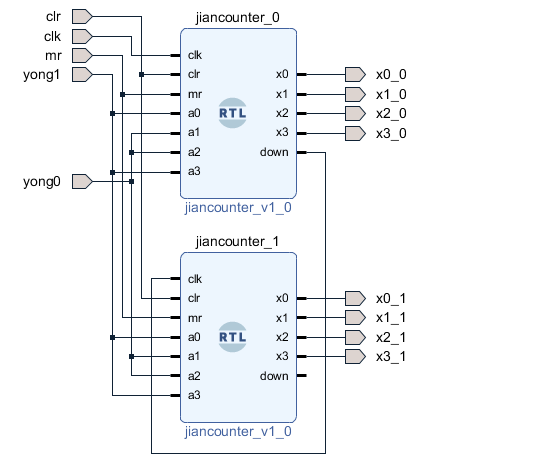 jiancounter_0
clr
clk
mr
yong1
yong0
clk
clr
mr
a0
a1
a2
a3
RTL
x0
x1
x2
x3
down
x0_0
x1_0
x2_0
x3_0
jiancounter_v1_0
jiancounter_1
clk
clr
mr
a0
a1
a2
a3
RTL
x0
x1
x2
x3
down
x0_1
x1_1
x2_1
x3_1
jiancounter_v1_0